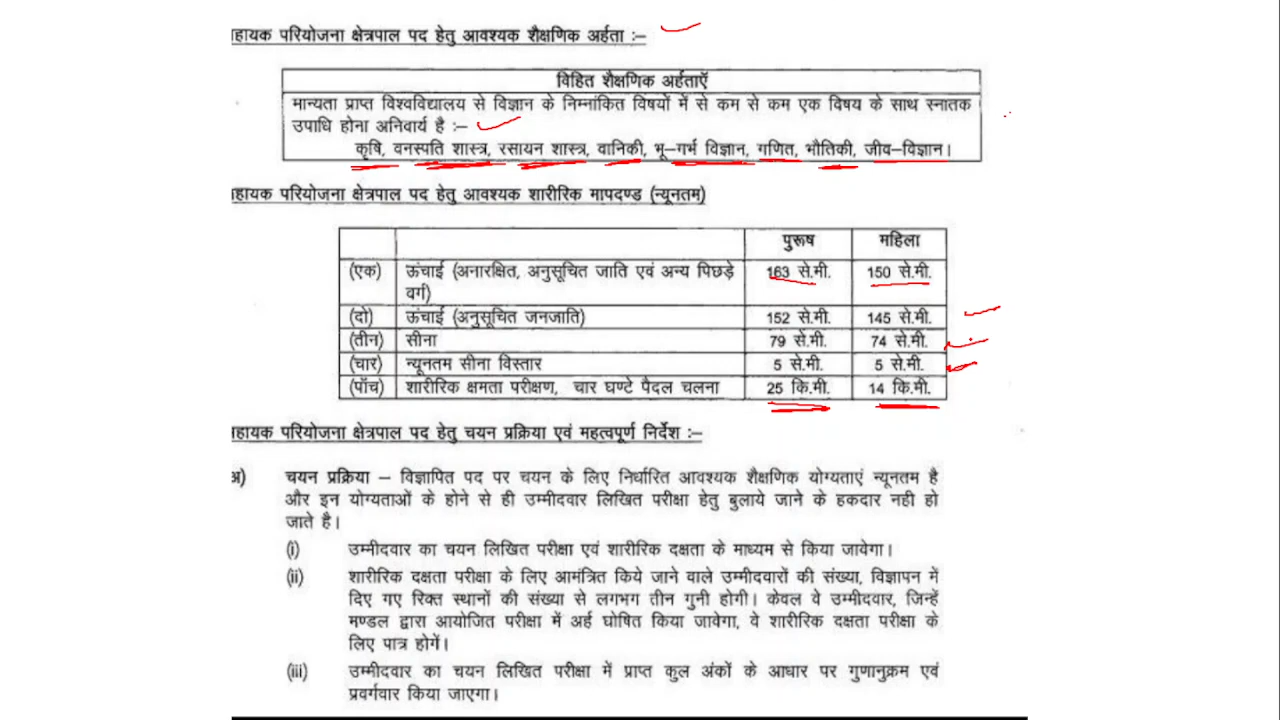 हायक परियोजना क्षेत्रपाल पद हेतु आवश्यक शैक्षणिक अर्हता :–
विहित शैक्षणिक अर्हताऍं
मान्यता प्राप्त विश्वविद्यालय से विज्ञान के निम्नांकित विषयों में से कम से कम एक विषय के साथ स्नातक
उपाधि होना अनिवार्य है :–
कृषि, वनस्पति शास्त्र, रसायन शास्त्र, वानिकी, भू–गर्भ विज्ञान, गणित, भौतिकी, जीव–विज्ञान।
हायक परियोजना क्षेत्रपाल पद हेतु आवश्यक शारीरिक मापदण्ड (न्यूनतम)
पुरूष महिला
(एक) ऊंचाई (अनारक्षित, अनुसूचित जाति एवं अन्य पिछड़े वर्ग) 163 से.मी. 150 से.मी.
(दो) ऊंचाई (अनुसूचित जनजाति) 152 से.मी. 145 से.मी.
(तीन) सीना 79 से.मी. 74 से.मी.
(चार) न्यूनतम सीना विस्तार 5 से.मी. 5 से.मी.
(पॉंच) शारीरिक क्षमता परीक्षण, चार घण्टे पैदल चलना 25 कि.मी. 14 कि.मी.
हायक परियोजना क्षेत्रपाल पद हेतु चयन प्रक्रिया एवं महत्वपूर्ण निर्देश :–
अ) चयन प्रक्रिया – विज्ञापित पद पर चयन के लिए निर्धारित आवश्यक शैक्षणिक योग्यताएं न्यूनतम है
और इन योग्यताओं के होने से ही उम्मीदवार लिखित परीक्षा हेतु बुलाये जाने के हकदार नही हो
जाते है।
(i) उम्मीदवार का चयन लिखित परीक्षा एवं शारीरिक दक्षता के माध्यम से किया जावेगा।
(ii) शारीरिक दक्षता परीक्षा के लिए आमंत्रित किये जाने वाले उम्मीदवारों की संख्या, विज्ञापन में
दिए गए रिक्त स्थानों की संख्या से लगभग तीन गुनी होगी। केवल वे उम्मीदवार, जिन्हें
मण्डल द्वारा आयोजित परीक्षा में अर्ह घोषित किया जावेगा, वे शारीरिक दक्षता परीक्षा के
लिए पात्र होगें।
(iii) उम्मीदवार का चयन लिखित परीक्षा में प्राप्त कुल अंकों के आधार पर गुणानुक्रम एवं
प्रवर्गवार किया जाएगा।